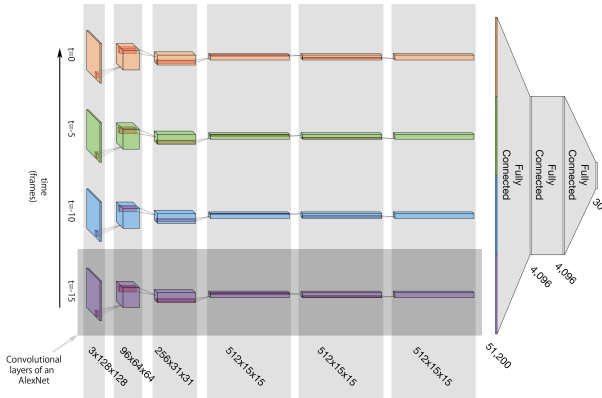 t=0
t=-5
t=-10
t=-15
time
(frames)
Convolutional
layers of an
AlexNet
3x128x128
96x64x64
256x31x31
512x15x15
512x15x15
512x15x15
51,200
Fully
Connected
4,096
Fully
Connected
4,096
Fully
Connected
30